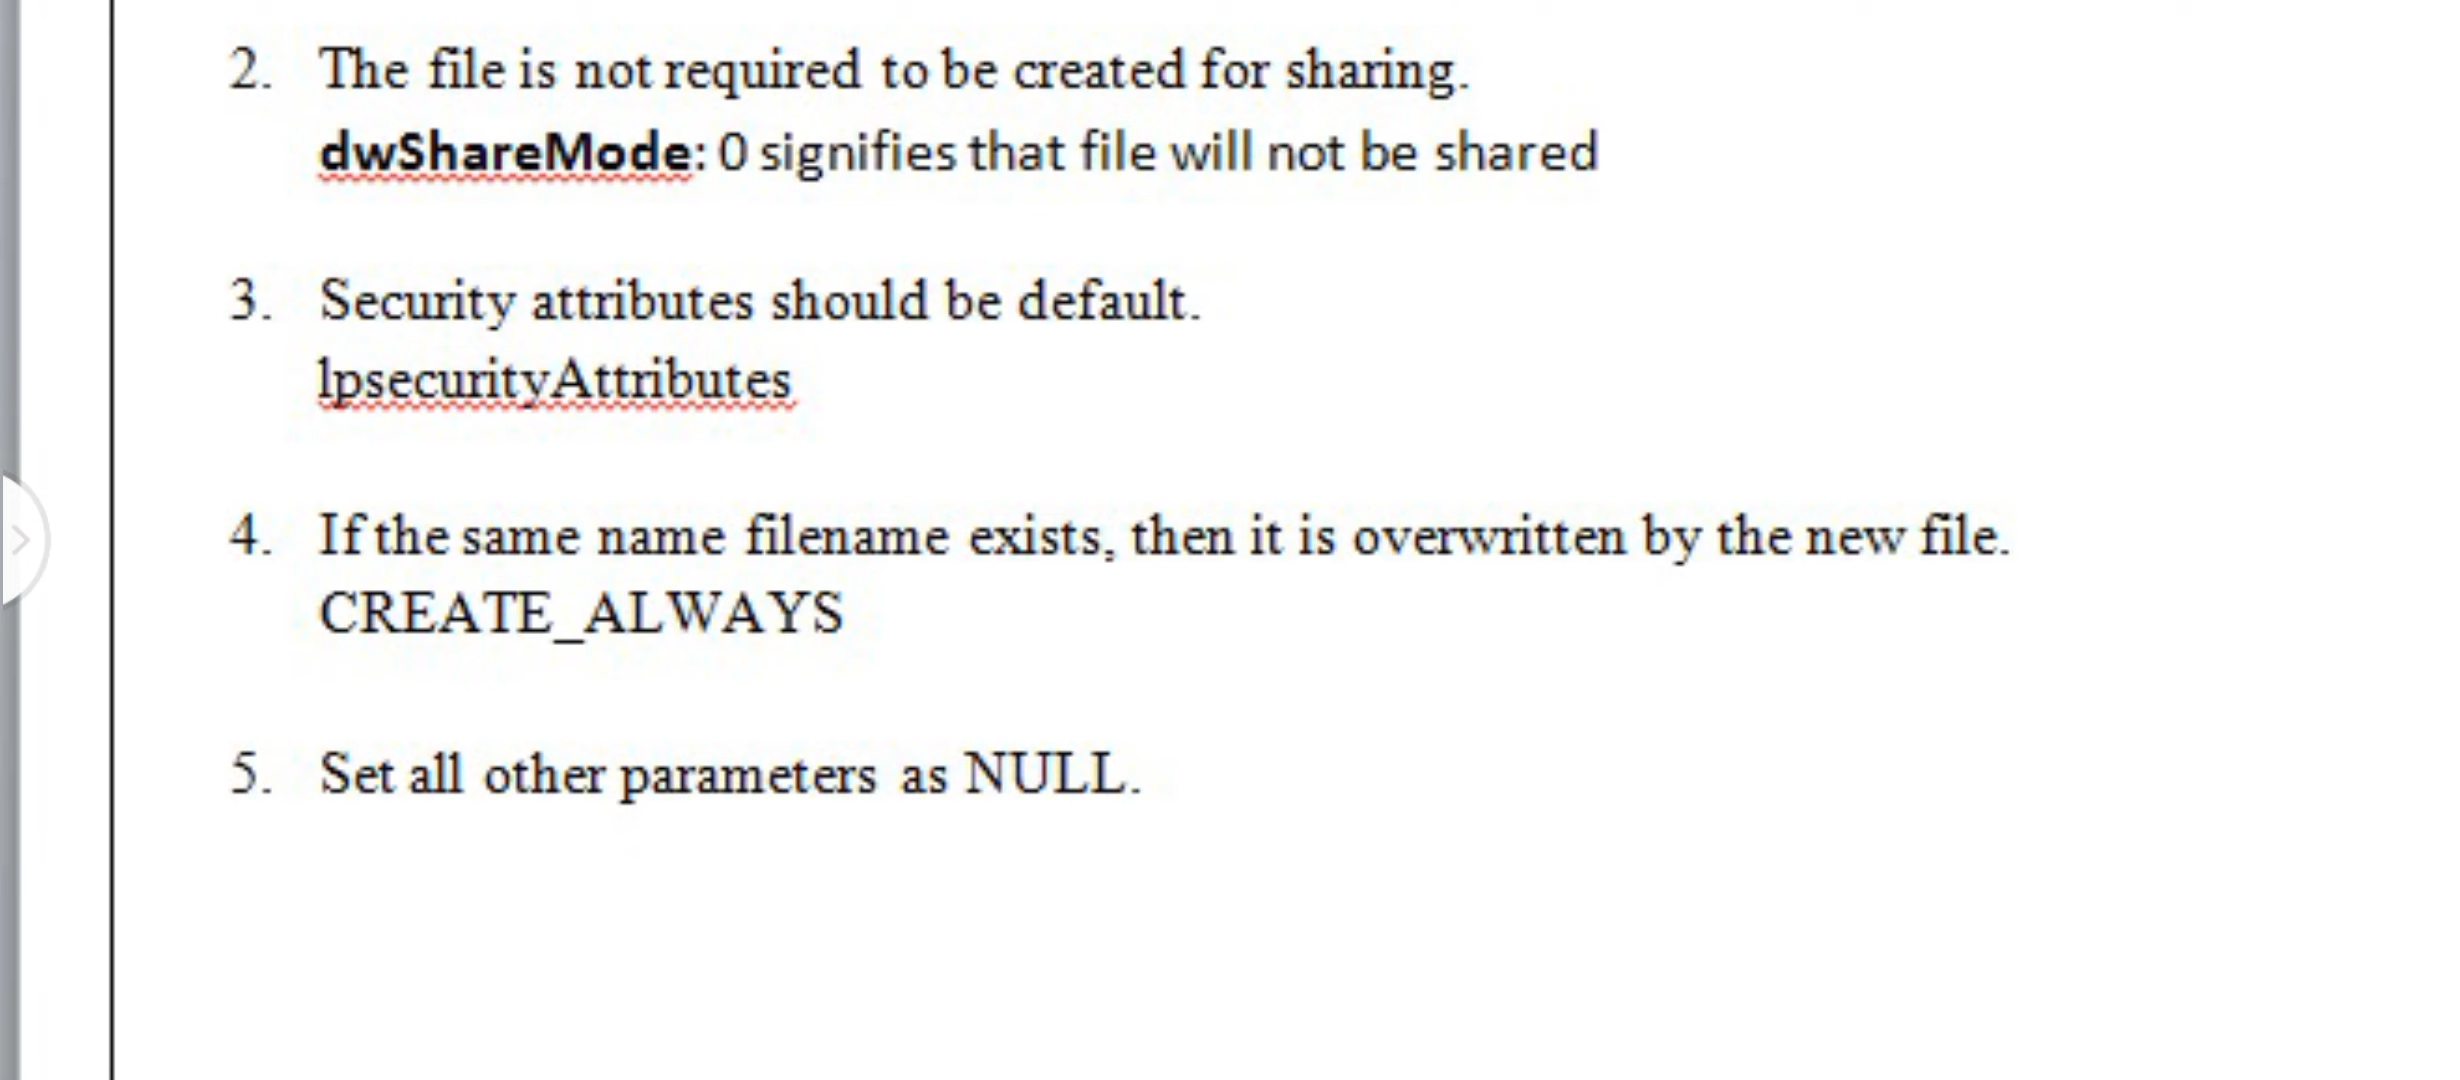 2. The file is not required to be created for sharing.
dwShareMode: 0 signifies that file will not be shared
3. Security attributes should be default.
lpsecurityAttributes
4. If the same name filename exists, then it is overwritten by the new file.
CREATE_ALWAYS
5. Set all other parameters as NULL.